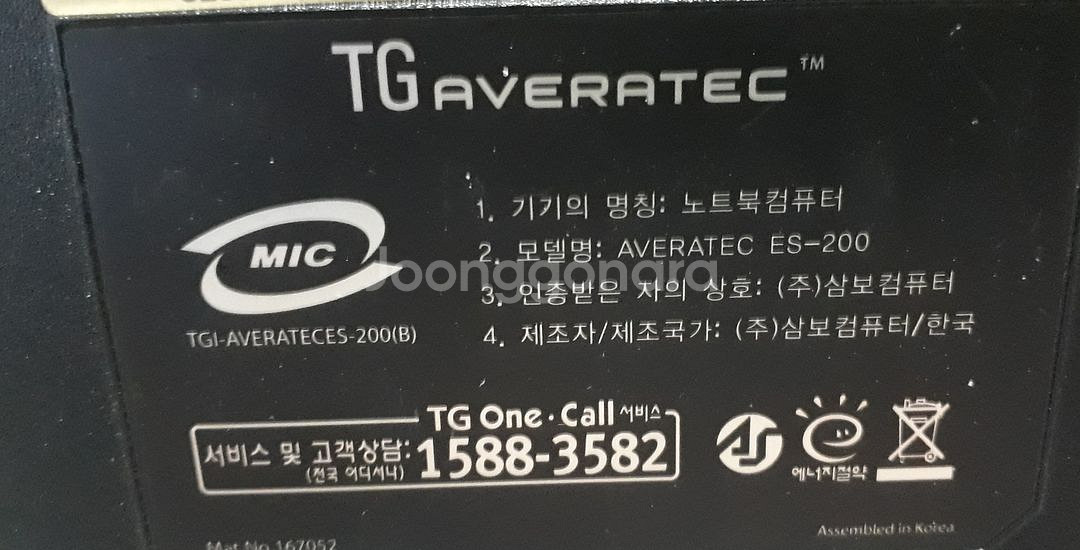 TG AVERATEC™
MIC
TGI-AVERATECES-200(B)
1. 기기의 명칭: 노트북컴퓨터
2. 모델명: AVERATEC ES-200
3. 인증받은 자의 상호: (주)삼보컴퓨터
4. 제조자/제조국가: (주)삼보컴퓨터/한국
Joonggonara
TG One·Call 서비스
서비스 및 고객상담: 1588-3582
(전국 어디서나)
에너지절약
Assembled in Korea
Mat No 167052